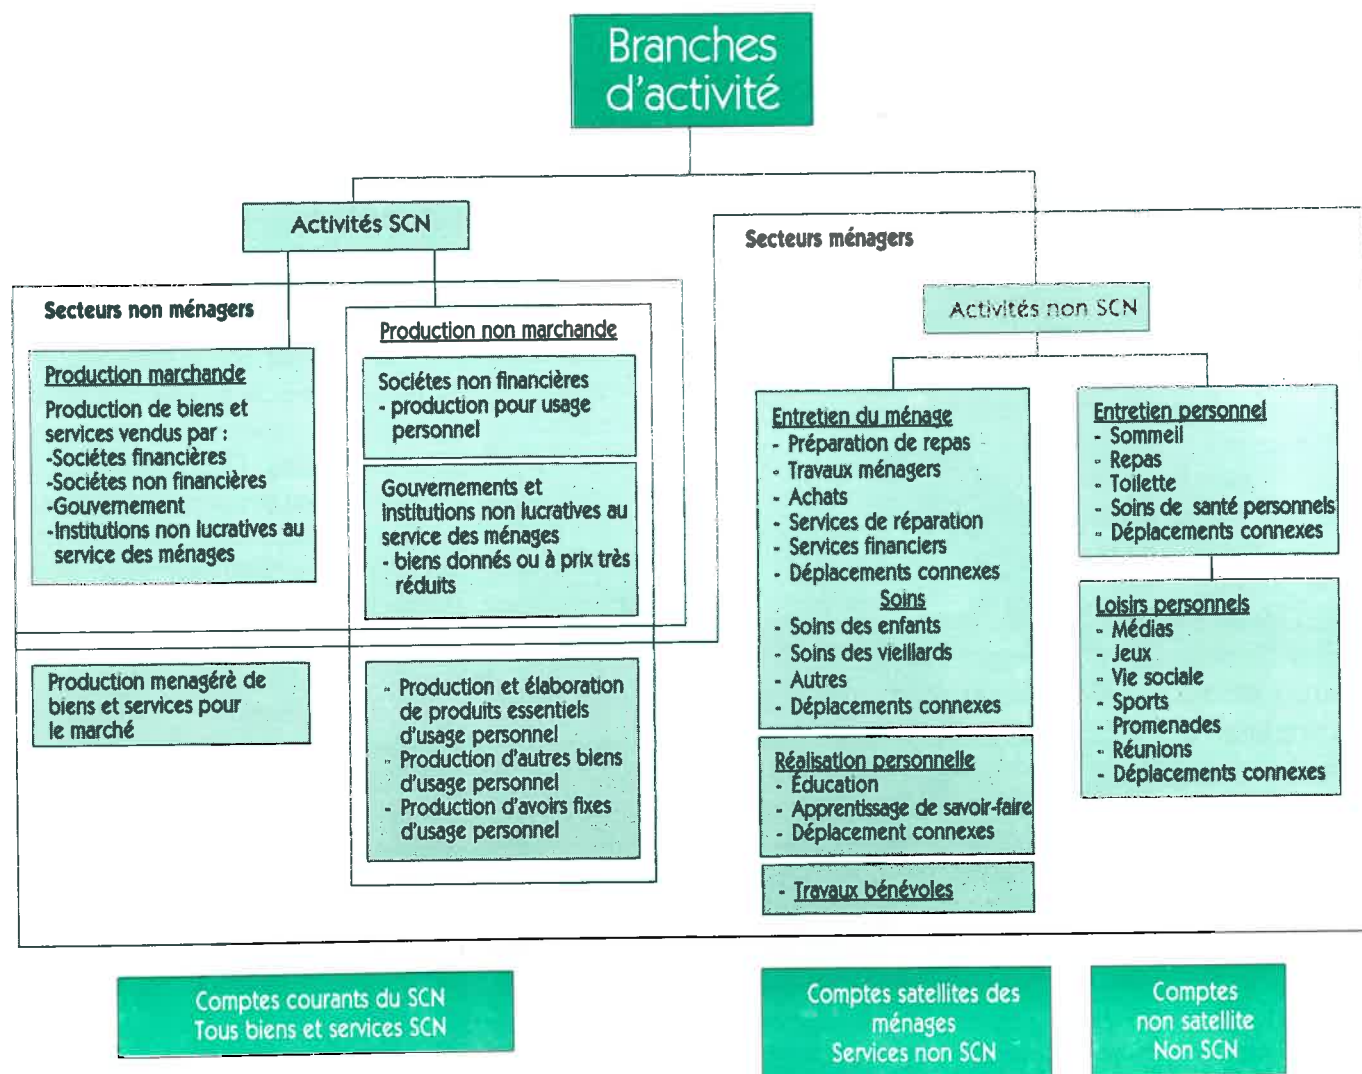 Branches
d'activité
Activités SCN
Secteurs non ménagers
Production marchande
Production de biens et
services vendus par :
-Sociétes financières
-Sociétes non financières
-Gouvernement
-Institutions non lucratives au
service des ménages
Production non marchande
Sociétes non financières
- production pour usage
personnel
Gouvernements et
institutions non lucratives au
service des ménages
- biens donnés ou à prix très
réduits
Production menagérè de
biens et services pour
le marché
- Production et élaboration
de produits essentiels
d'usage personnel
- Production d'autres biens
d'usage personnel
- Production d'avoirs fixes
d'usage personnel
Secteurs ménagers
Activités non SCN
Entretien du ménage
- Préparation de repas
- Travaux ménagers
- Achats
- Services de réparation
- Services financiers
- Déplacements connexes
Soins
- Soins des enfants
- Soins des vieillards
- Autres
- Déplacements connexes
Réalisation personnelle
- Éducation
- Apprentissage de savoir-faire
- Déplacement connexes
- Travaux bénévoles
Entretien personnel
- Sommeil
- Repas
- Toilette
- Soins de santé personnels
- Déplacements connexes
Loisirs personnels
- Médias
- Jeux
- Vie sociale
- Sports
- Promenades
- Réunions
- Déplacements connexes
Comptes courants du SCN
Tous biens et services SCN
Comptes satellites des
ménages
Services non SCN
Comptes
non satellite
Non SCN